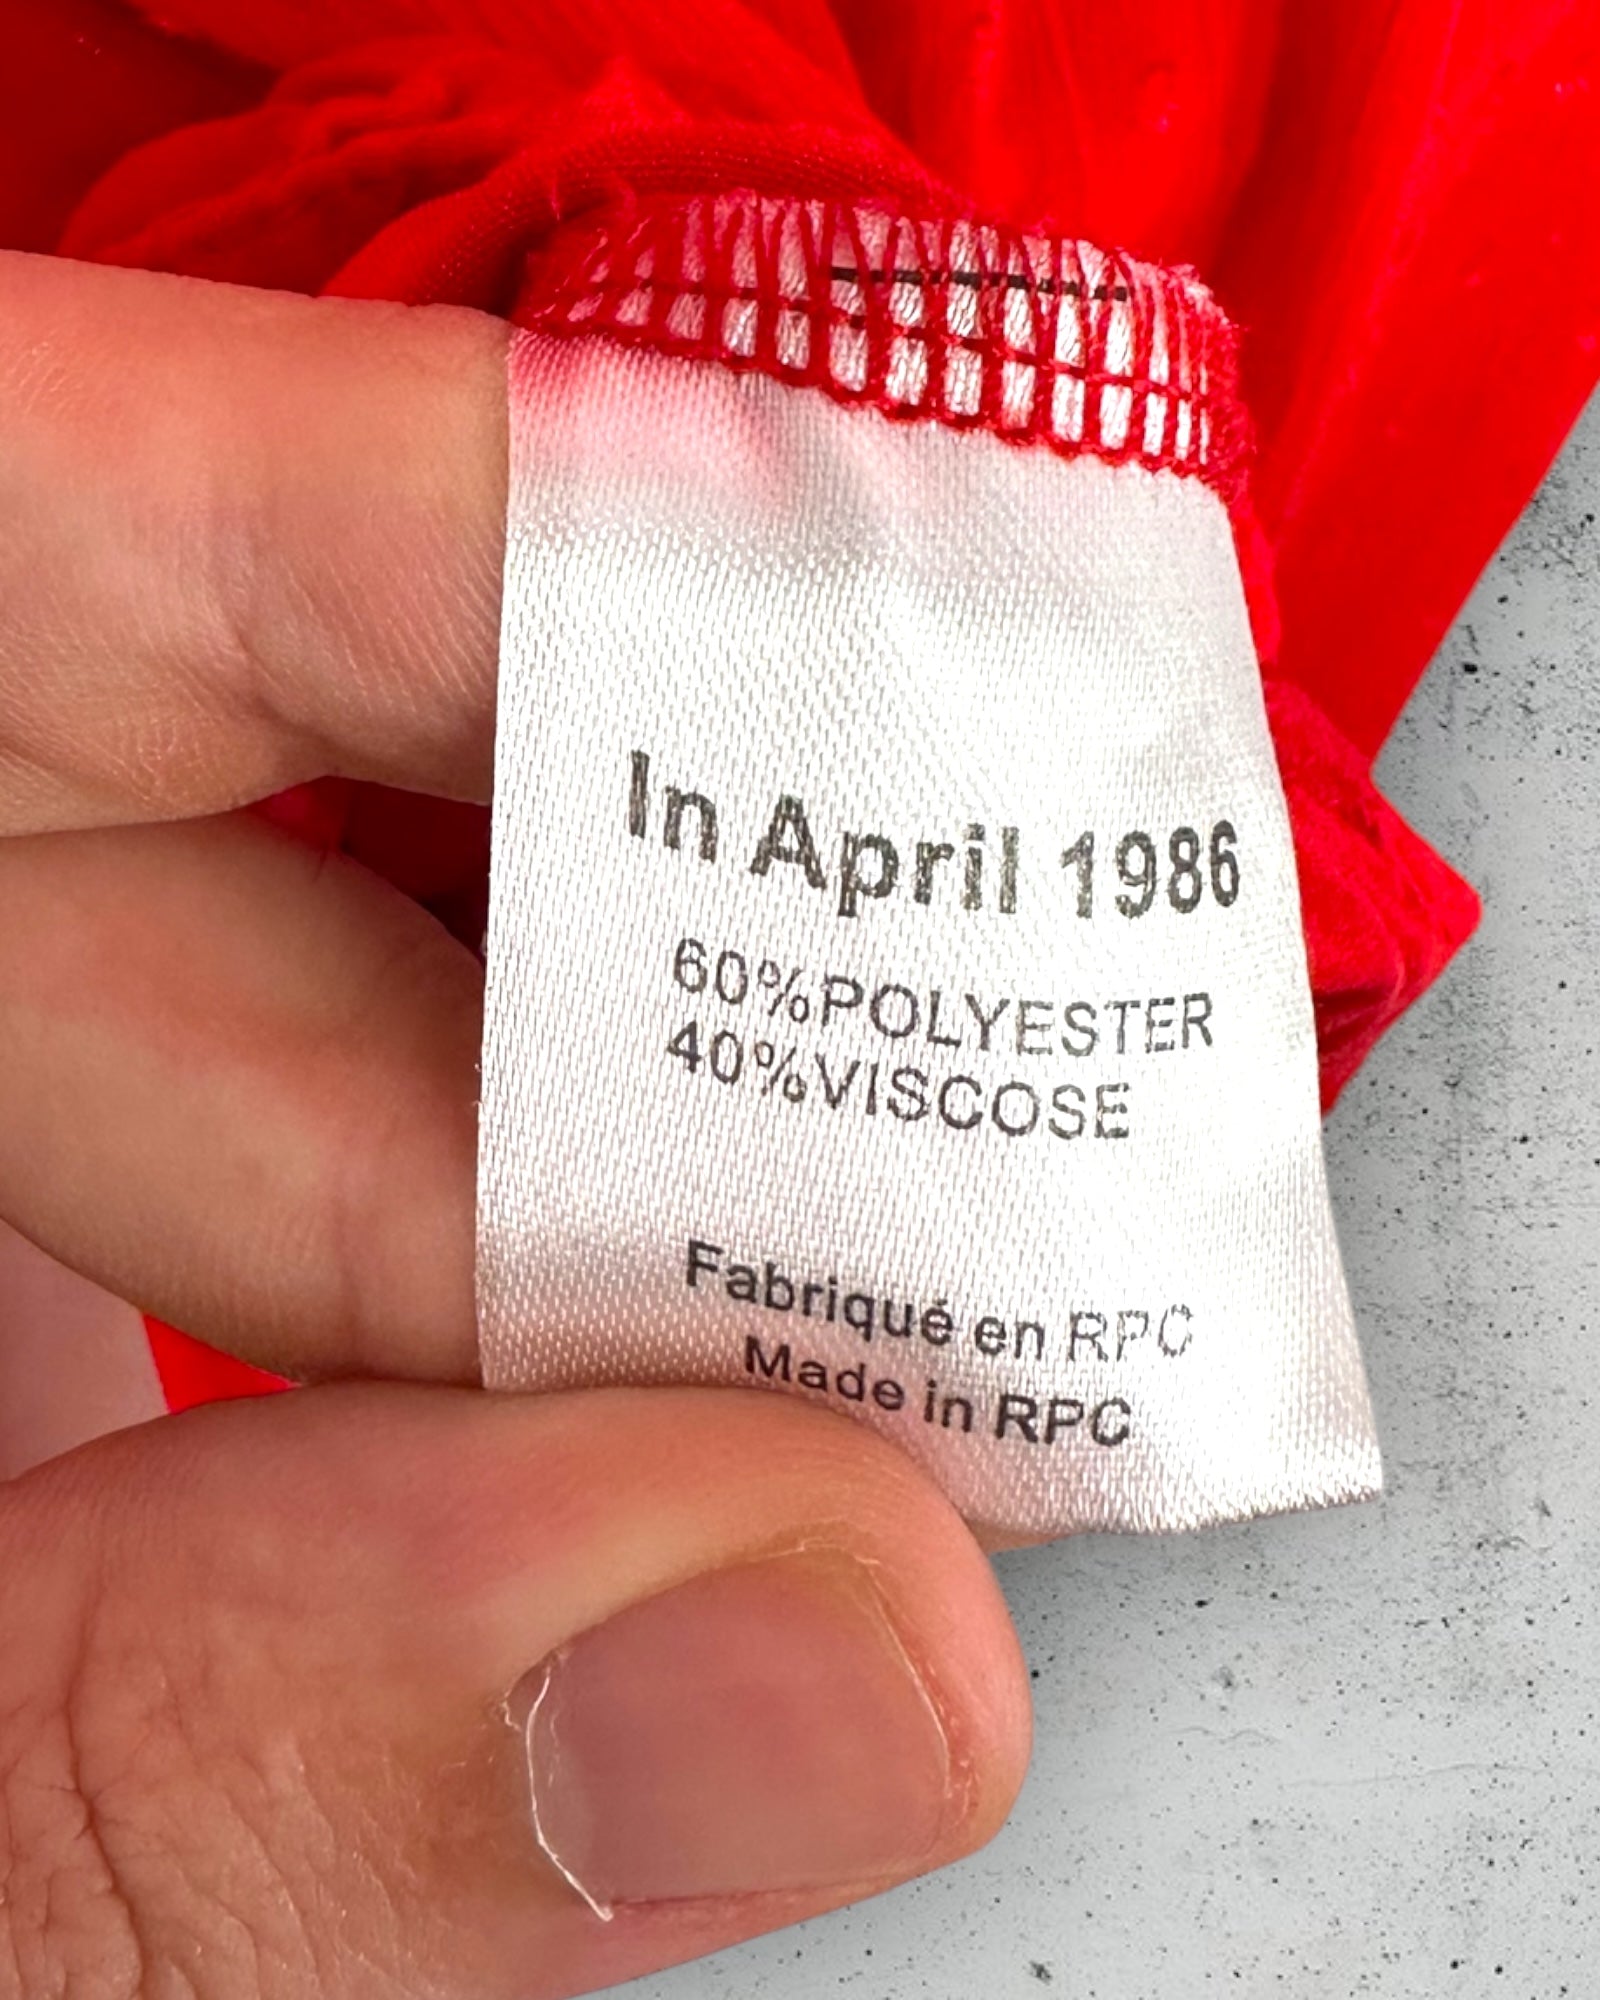 In April 1986
60%POLYESTER
40%VISCOSE
Fabriqué en RPC
Made in RPC